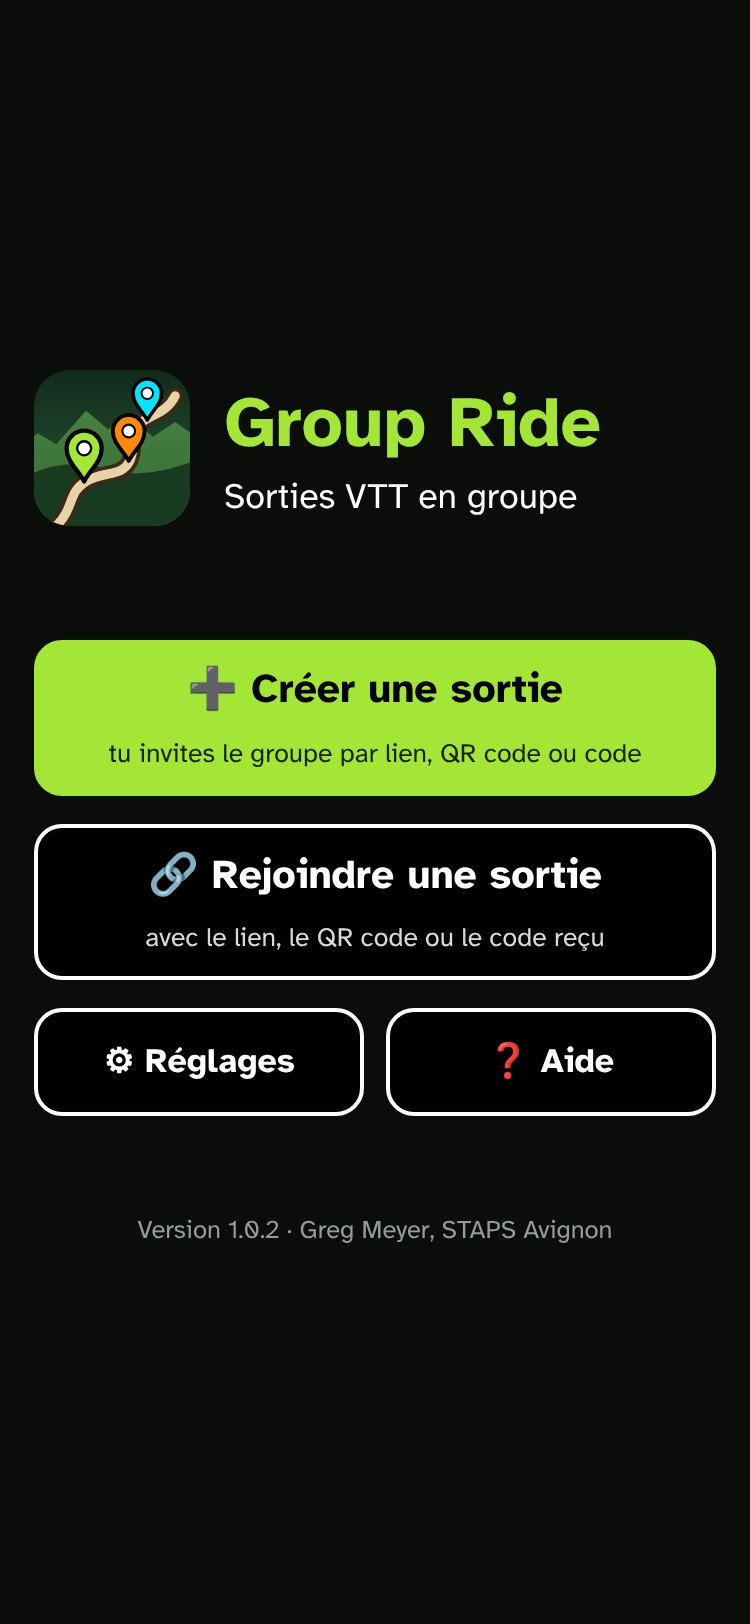 Group Ride
Sorties VTT en groupe
➕ Créer une sortie
tu invites le groupe par lien, QR code ou code
🔗 Rejoindre une sortie
avec le lien, le QR code ou le code reçu
⚙ Réglages
❓ Aide
Version 1.0.2 · Greg Meyer, STAPS Avignon